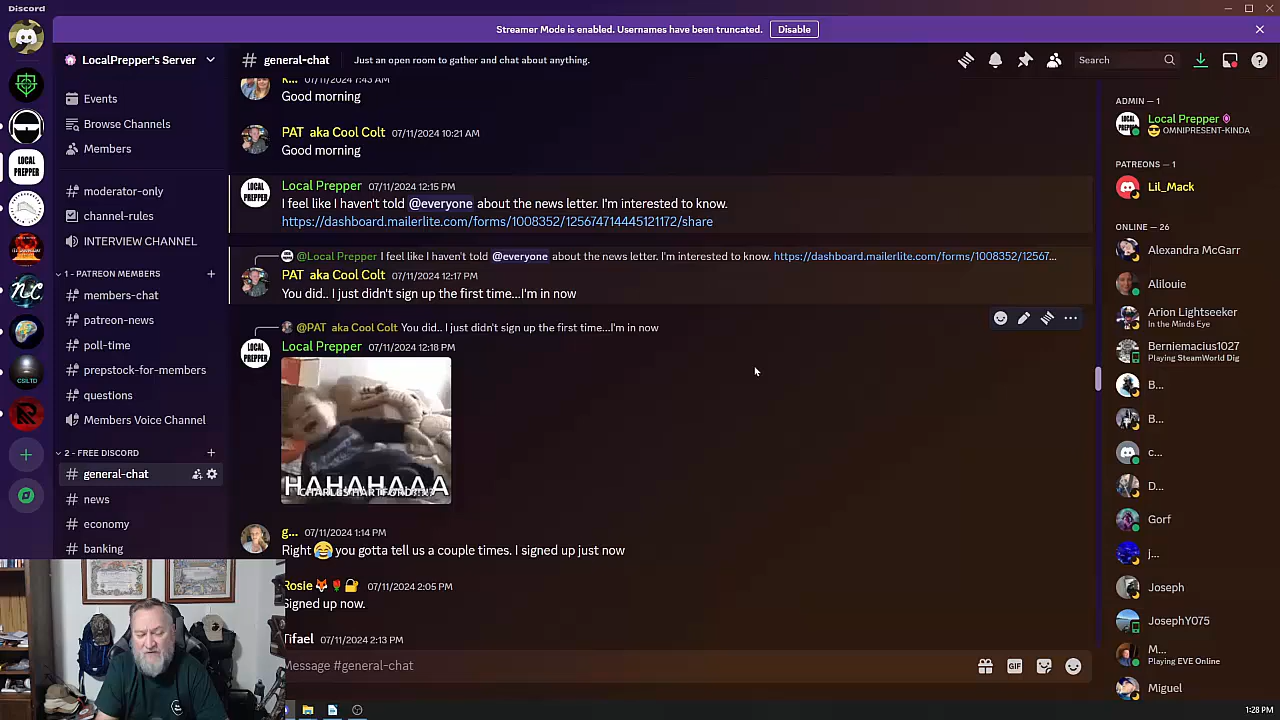 Discord
Streamer Mode is enabled. Usernames have been truncated.
Disable
LocalPrepper's Server
Events
Browse Channels
Members
moderator-only
channel-rules
INTERVIEW CHANNEL
1 - PATREON MEMBERS
members-chat
patreon-news
poll-time
prepstock-for-members
questions
Members Voice Channel
2 - FREE DISCORD
general-chat
news
economy
banking
LOCAL
PREPPER
CSILTD
# general-chat
Just an open room to gather and chat about anything.
Search
K... 07/11/2024 7:43 AM
Good morning
PAT aka Cool Colt 07/11/2024 10:21 AM
Good morning
LOCAL
PREPPER
Local Prepper 07/11/2024 12:15 PM
I feel like I haven't told @everyone about the news letter. I'm interested to know.
https://dashboard.mailerlite.com/forms/1008352/125674714445121172/share
@Local Prepper I feel like I haven't told @everyone about the news letter. I'm interested to know. https://dashboard.mailerlite.com/forms/1008352/12567...
PAT aka Cool Colt 07/11/2024 12:17 PM
You did.. I just didn't sign up the first time...I'm in now
@PAT aka Cool Colt You did.. I just didn't sign up the first time...I'm in now
LOCAL
PREPPER
Local Prepper 07/11/2024 12:18 PM
HAHAHAAA
g... 07/11/2024 1:14 PM
Right 😂 you gotta tell us a couple times. I signed up just now
Rosie 🦊🌹🔒 07/11/2024 2:05 PM
Signed up now.
Tifael 07/11/2024 2:13 PM
Message #general-chat
GIF
ADMIN — 1
LOCAL
PREPPER
Local Prepper
😎 OMNIPRESENT-KINDA
PATREONS — 1
Lil_Mack
ONLINE — 26
Alexandra McGarr
Alilouie
Arthur Lightseeker
In the Minds Eye
Berniemacius1027
Playing SteamWorld Dig
B...
B...
c...
D...
Gorf
j...
Joseph
JosephY075
M...
Playing EVE Online
Miguel
1:28 PM